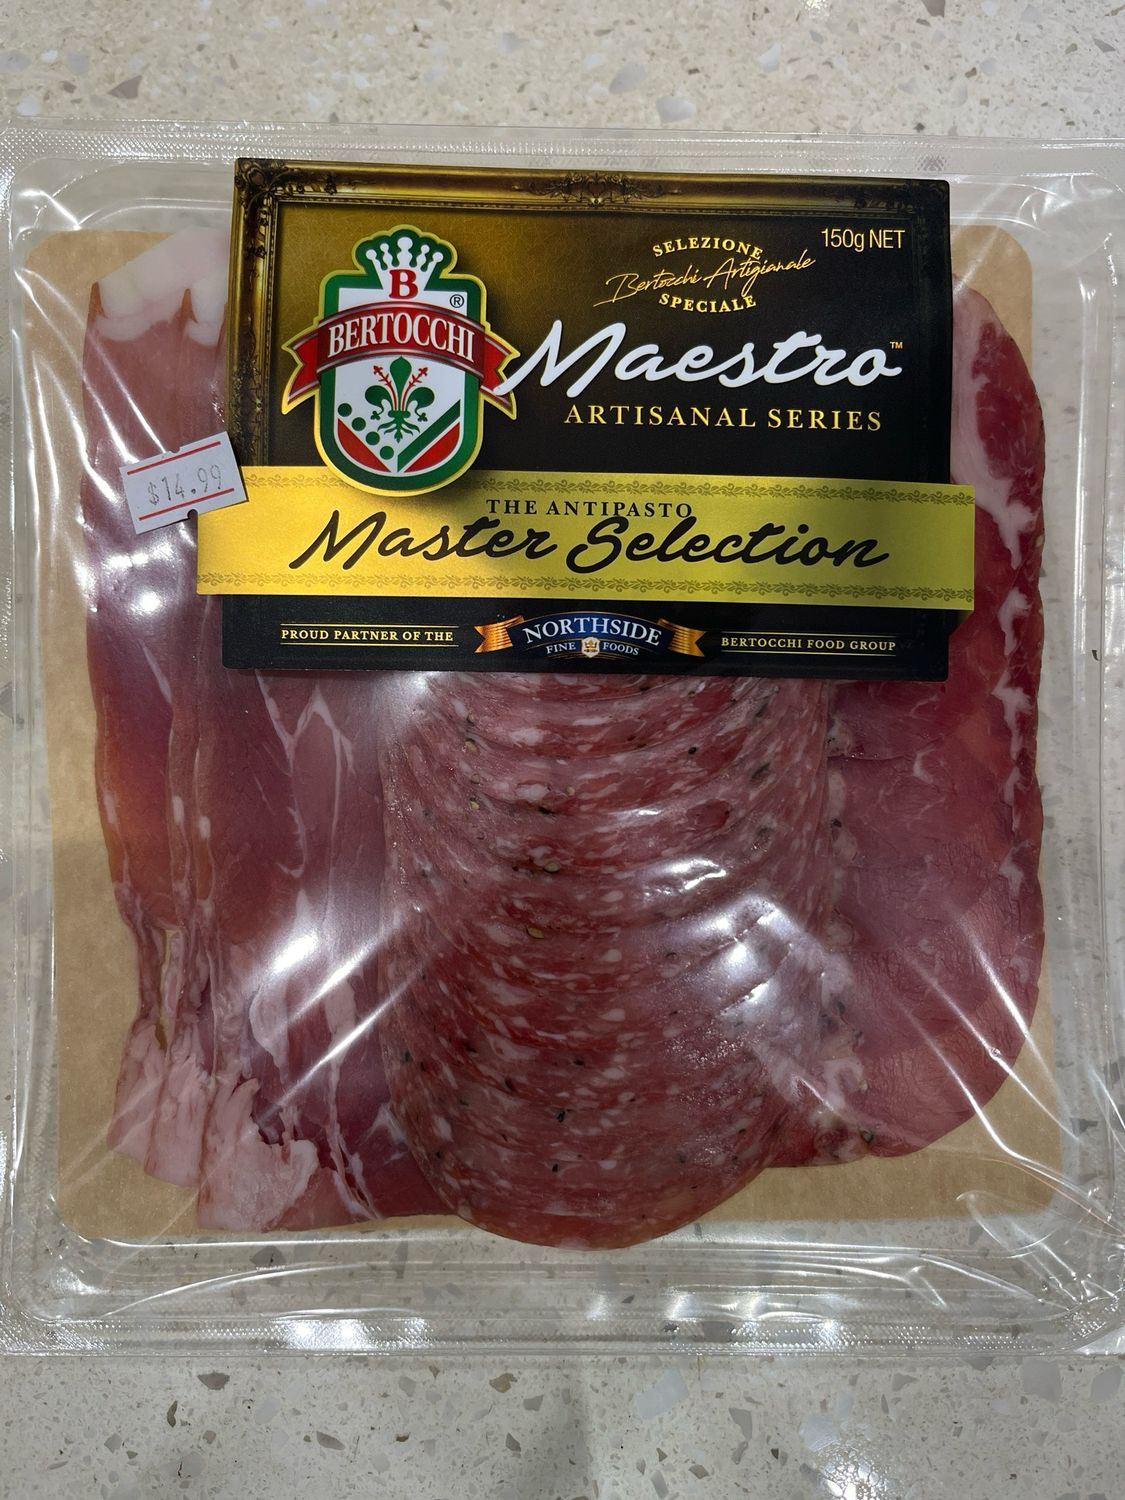 150g NET
SELEZIONE
Bertocchi Artigianale
SPECIALE
B
BERTOCCHI®
Maestro™
ARTISANAL SERIES
$14.99
THE ANTIPASTO
Master Selection
PROUD PARTNER OF THE
NORTHSIDE
FINE FOODS
BERTOCCHI FOOD GROUP